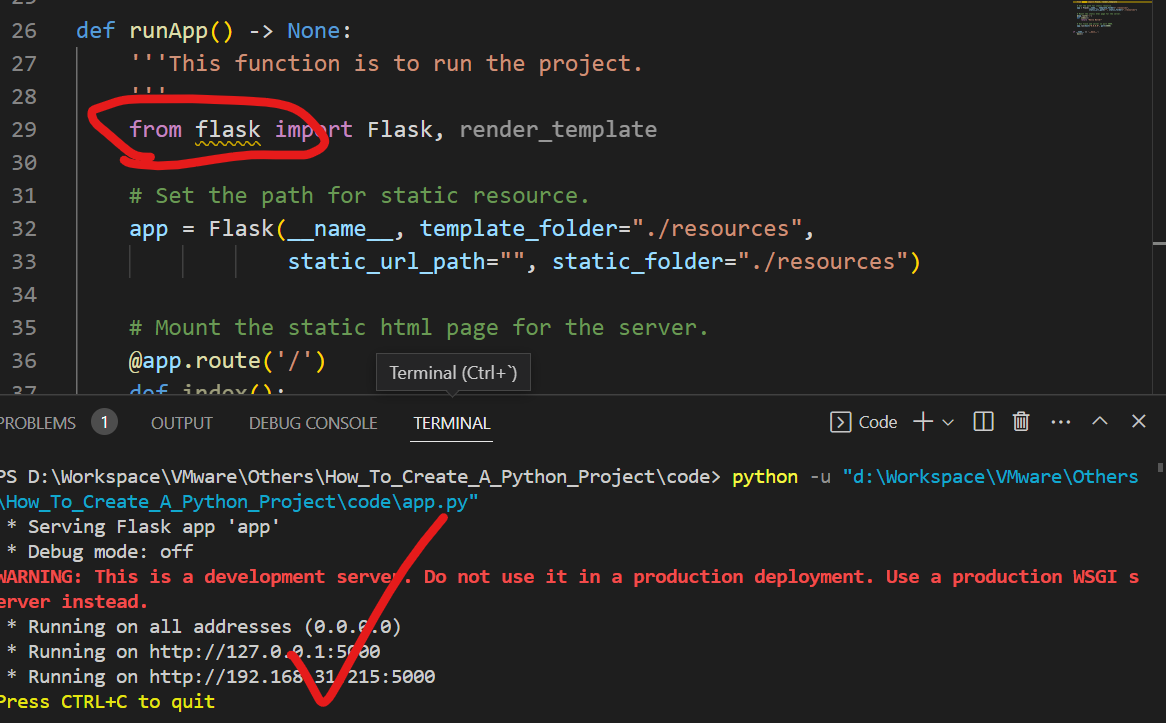 26 def runApp() -> None:
27 '''This function is to run the project.
28 '''
29 from flask import Flask, render_template
30
31 # Set the path for static resource.
32 app = Flask(__name__, template_folder="./resources",
33 static_url_path="", static_folder="./resources")
34
35 # Mount the static html page for the server.
36 @app.route('/')
Terminal (Ctrl+`)
37 def index():
PROBLEMS 1 OUTPUT DEBUG CONSOLE TERMINAL Code
PS D:\Workspace\VMware\Others\How_To_Create_A_Python_Project\code> python -u "d:\Workspace\VMware\Others
\How_To_Create_A_Python_Project\code\app.py"
* Serving Flask app 'app'
* Debug mode: off
WARNING: This is a development server. Do not use it in a production deployment. Use a production WSGI s
erver instead.
* Running on all addresses (0.0.0.0)
* Running on http://127.0.0.1:5000
* Running on http://192.168.31.215:5000
Press CTRL+C to quit